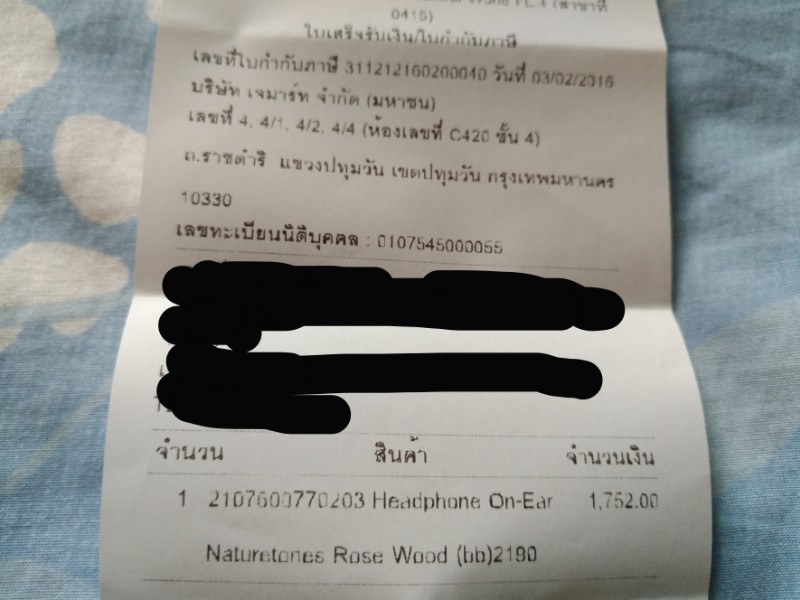 (สาขาที่
0415)
ใบเสร็จรับเงิน/ใบกำกับภาษี
เลขที่ใบกำกับภาษี 311212160200040 วันที่ 03/02/2016
บริษัท เจมาร์ท จำกัด (มหาชน)
เลขที่ 4, 4/1, 4/2, 4/4 (ห้องเลขที่ C420 ชั้น 4)
ถ.ราชดำริ แขวงปทุมวัน เขตปทุมวัน กรุงเทพมหานคร
10330
เลขทะเบียนนิติบุคคล : 0107545000055
จำนวน สินค้า จำนวนเงิน
1 2107600770203 Headphone On-Ear 1,752.00
Naturetones Rose Wood (bb)2190